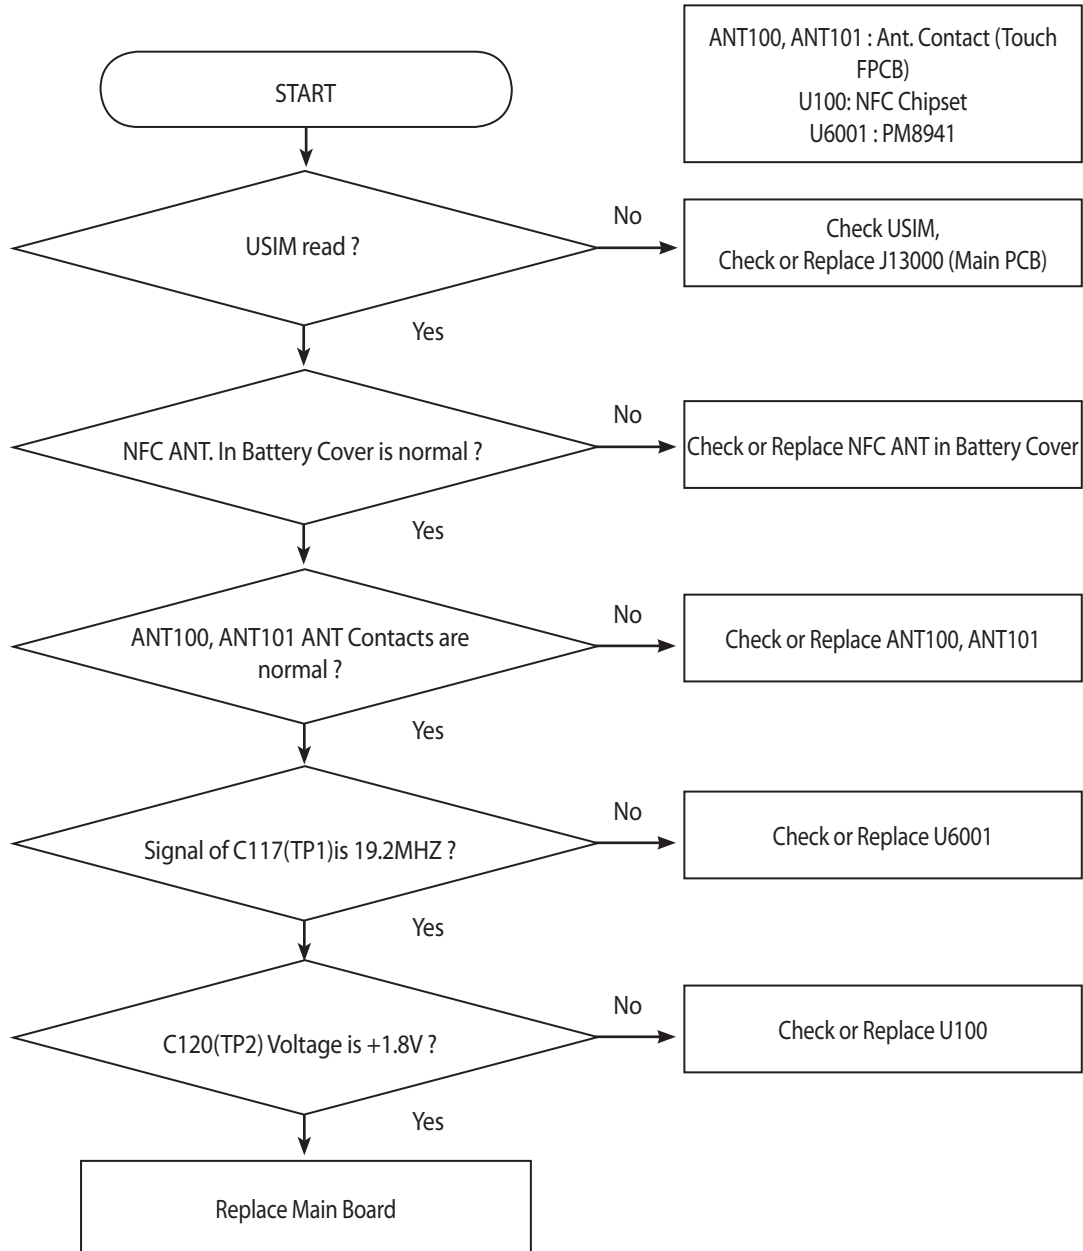 ANT100, ANT101 : Ant. Contact (Touch
FPCB)
U100: NFC Chipset
U6001 : PM8941
START
USIM read ?
No
Check USIM,
Check or Replace J13000 (Main PCB)
Yes
NFC ANT. In Battery Cover is normal ?
No
Check or Replace NFC ANT in Battery Cover
Yes
ANT100, ANT101 ANT Contacts are
normal ?
No
Check or Replace ANT100, ANT101
Yes
Signal of C117(TP1)is 19.2MHZ ?
No
Check or Replace U6001
Yes
C120(TP2) Voltage is +1.8V ?
No
Check or Replace U100
Yes
Replace Main Board